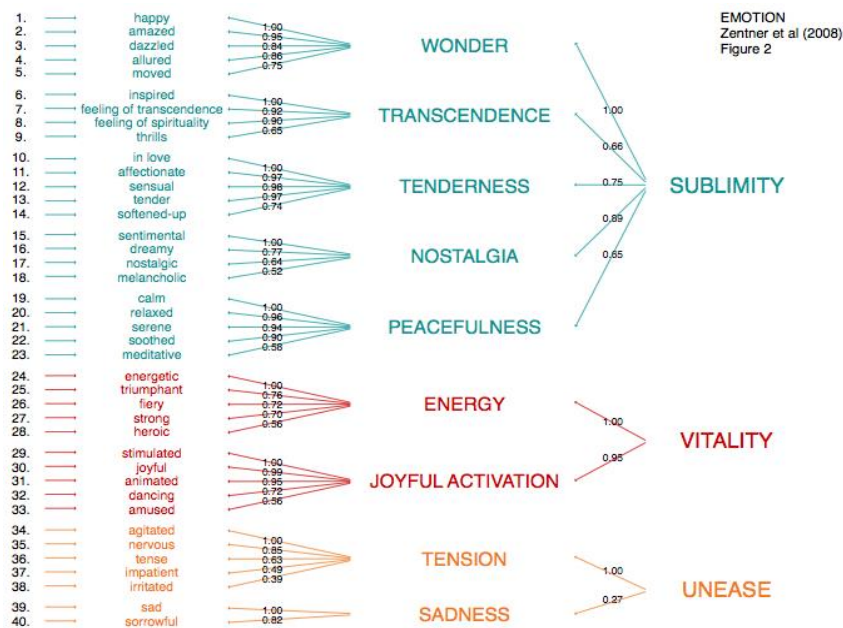 EMOTION
Zentner et al (2008)
Figure 2
1. happy 1.00
2. amazed 0.95
3. dazzled 0.84
4. allured 0.86
5. moved 0.75
WONDER 1.00
6. inspired 1.00
7. feeling of transcendence 0.92
8. feeling of spirituality 0.90
9. thrills 0.65
TRANSCENDENCE 0.66
10. in love 1.00
11. affectionate 0.97
12. sensual 0.98
13. tender 0.97
14. softened-up 0.74
TENDERNESS 0.75
SUBLIMITY
15. sentimental 1.00
16. dreamy 0.77
17. nostalgic 0.64
18. melancholic 0.52
NOSTALGIA 0.89
19. calm 1.00
20. relaxed 0.96
21. serene 0.94
22. soothed 0.90
23. meditative 0.58
PEACEFULNESS 0.65
24. energetic 1.00
25. triumphant 0.76
26. fiery 0.72
27. strong 0.70
28. heroic 0.56
ENERGY 1.00
VITALITY
29. stimulated 1.00
30. joyful 0.99
31. animated 0.95
32. dancing 0.72
33. amused 0.56
JOYFUL ACTIVATION 0.95
34. agitated 1.00
35. nervous 0.85
36. tense 0.63
37. impatient 0.49
38. irritated 0.39
TENSION 1.00
UNEASE
39. sad 1.00
40. sorrowful 0.82
SADNESS 0.27